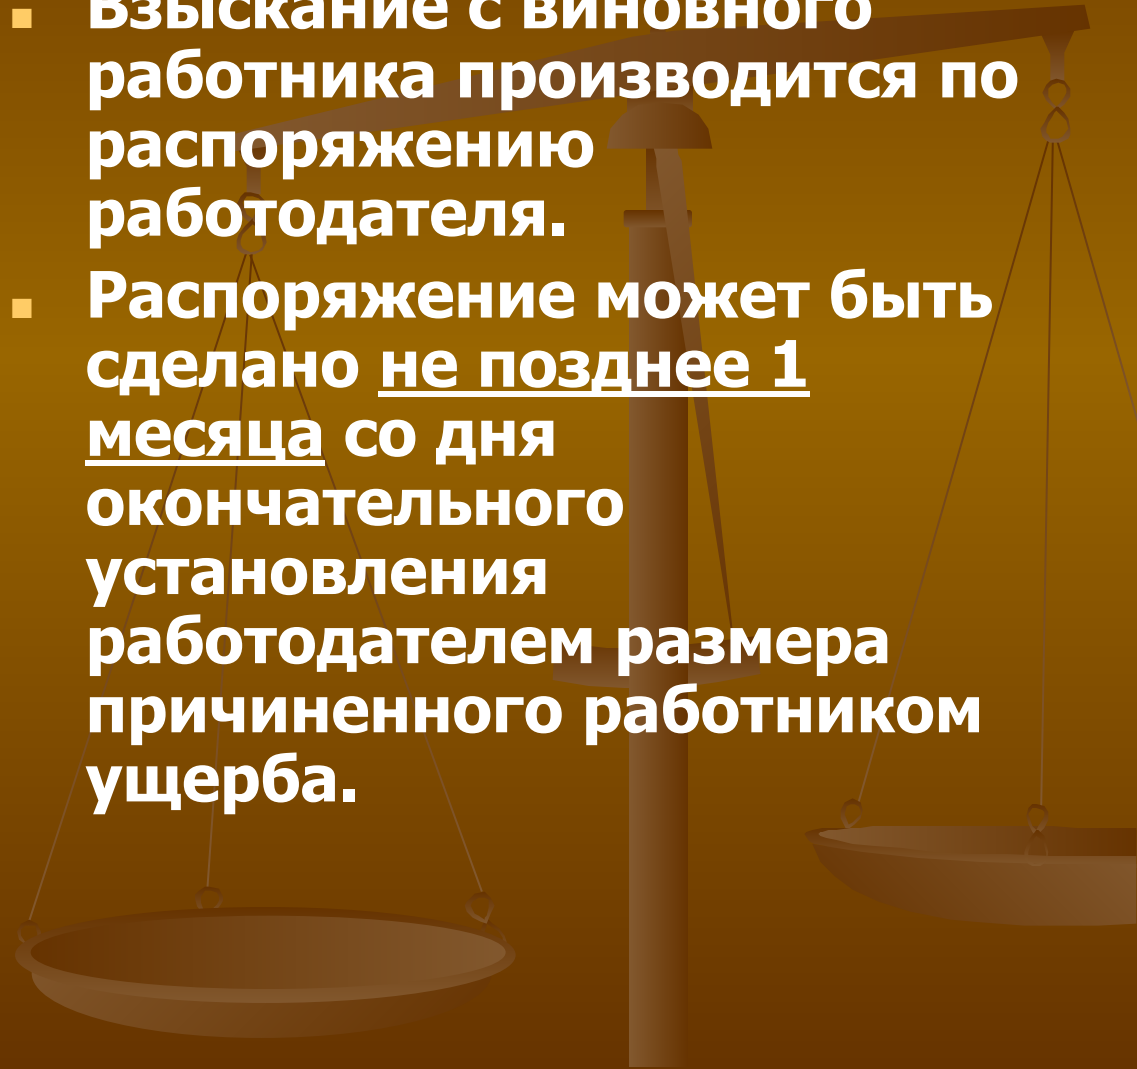 Взыскание с виновного
работника производится по
распоряжению
работодателя.
Распоряжение может быть
сделано не позднее 1
месяца со дня
окончательного
установления
работодателем размера
причиненного работником
ущерба.